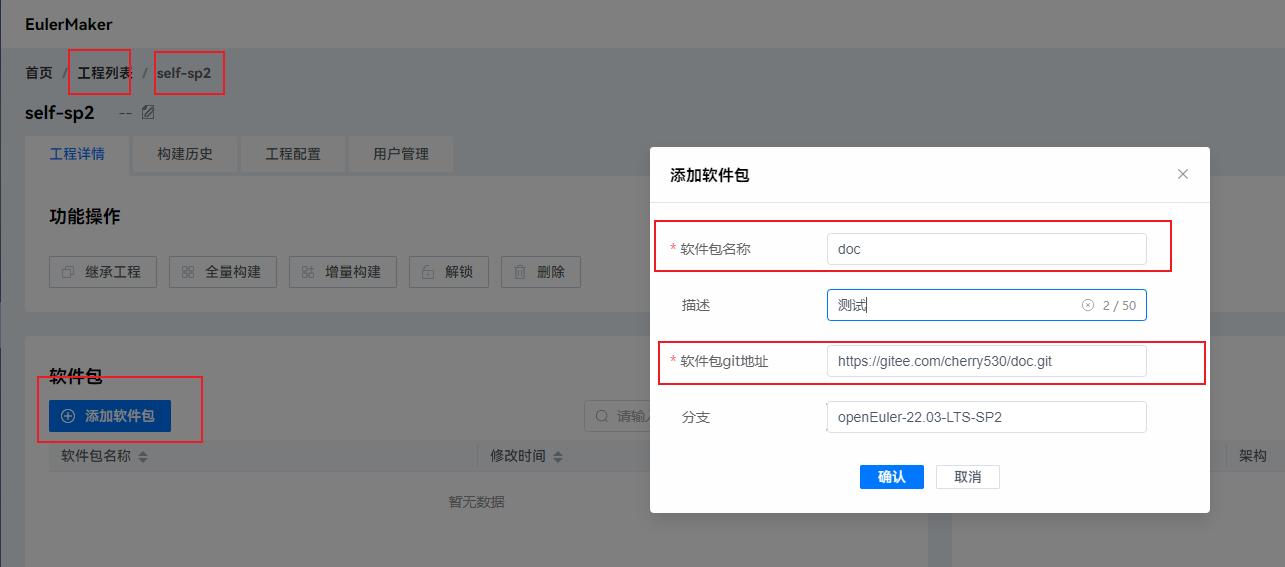 EulerMaker
首页 / 工程列表 / self-sp2
self-sp2 --
工程详情 构建历史 工程配置 用户管理
功能操作
继承工程 全量构建 增量构建 解锁 删除
软件包
添加软件包 请输入
软件包名称 修改时间 架构
暂无数据
添加软件包
* 软件包名称 doc
描述 测试 2 / 50
* 软件包git地址 https://gitee.com/cherry530/doc.git
分支 openEuler-22.03-LTS-SP2
确认 取消